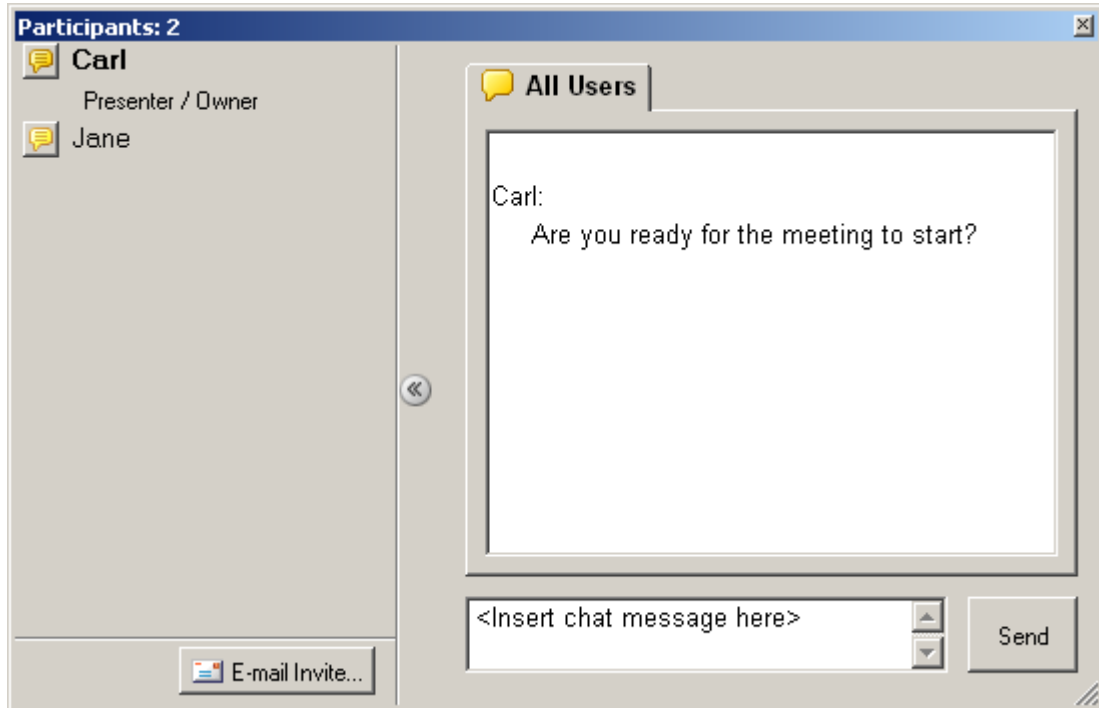 Participants: 2
Carl
Presenter / Owner
Jane
E-mail Invite...
All Users
Carl:
Are you ready for the meeting to start?
<Insert chat message here>
Send